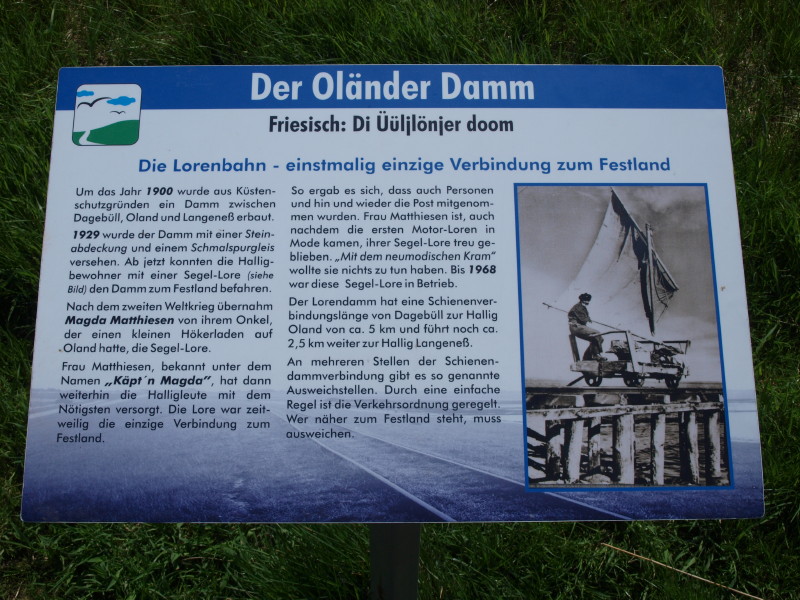 Der Oländer Damm
Friesisch: Di Üüljlönjer doom
Die Lorenbahn - einstmalig einzige Verbindung zum Festland
Um das Jahr 1900 wurde aus Küsten-
schutzgründen ein Damm zwischen
Dagebüll, Oland und Langeneß erbaut.
1929 wurde der Damm mit einer Stein-
abdeckung und einem Schmalspurgleis
versehen. Ab jetzt konnten die Hallig-
bewohner mit einer Segel-Lore (siehe
Bild) den Damm zum Festland befahren.
Nach dem zweiten Weltkrieg übernahm
Magda Matthiesen von ihrem Onkel,
der einen kleinen Hökerladen auf
Oland hatte, die Segel-Lore.
Frau Matthiesen, bekannt unter dem
Namen „Käpt´n Magda”, hat dann
weiterhin die Halligleute mit dem
Nötigsten versorgt. Die Lore war zeit-
weilig die einzige Verbindung zum
Festland.
So ergab es sich, dass auch Personen
und hin und wieder die Post mitgenom-
men wurden. Frau Matthiesen ist, auch
nachdem die ersten Motor-Loren in
Mode kamen, ihrer Segel-Lore treu ge-
blieben. „Mit dem neumodischen Kram”
wollte sie nichts zu tun haben. Bis 1968
war diese Segel-Lore in Betrieb.
Der Lorendamm hat eine Schienenver-
bindungslänge von Dagebüll zur Hallig
Oland von ca. 5 km und führt noch ca.
2,5 km weiter zur Hallig Langeneß.
An mehreren Stellen der Schienen-
dammverbindung gibt es so genannte
Ausweichstellen. Durch eine einfache
Regel ist die Verkehrsordnung geregelt.
Wer näher zum Festland steht, muss
ausweichen.